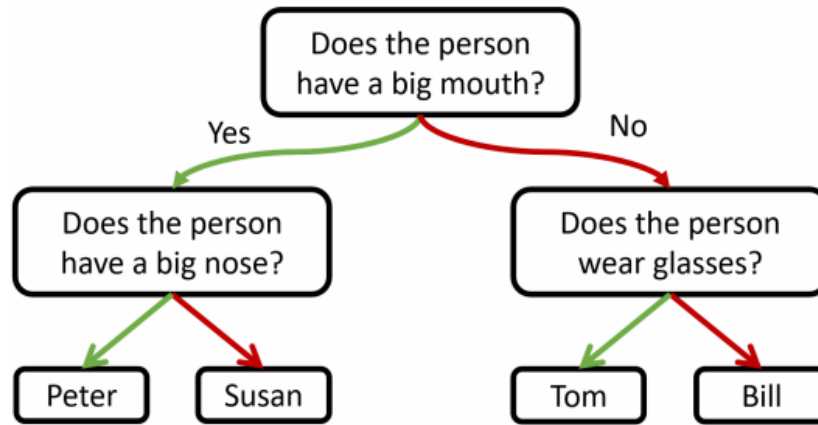 Does the person
have a big mouth?
Yes
No
Does the person
have a big nose?
Does the person
wear glasses?
Peter
Susan
Tom
Bill